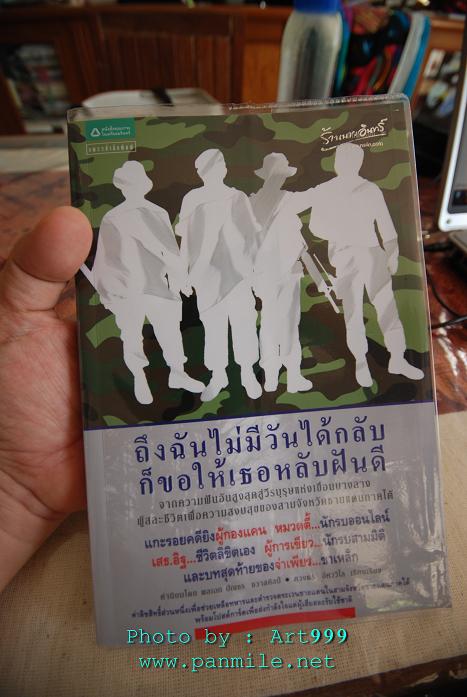 ร้านนายอินทร์
ถึงฉันไม่มีวันได้กลับ
ก็ขอให้เธอหลับฝันดี
จากความฝันอันสูงสุดสู่วีรบุรุษแห่งเขื่อนบางลาง
ผู้สละชีวิตเพื่อความสงบสุขของสามจังหวัดชายแดนภาคใต้
แกะรอยคดียิงผู้กองแคน หมวดตี้...นักรบออนไลน์
เสธ.อิฐ...ชีวิตลิขิตเอง ผู้การเขียว...นักรบสามมิติ
และบทสุดท้ายของจ่าเพียร...ขาเหล็ก
Photo by : Art999
www.panmile.net